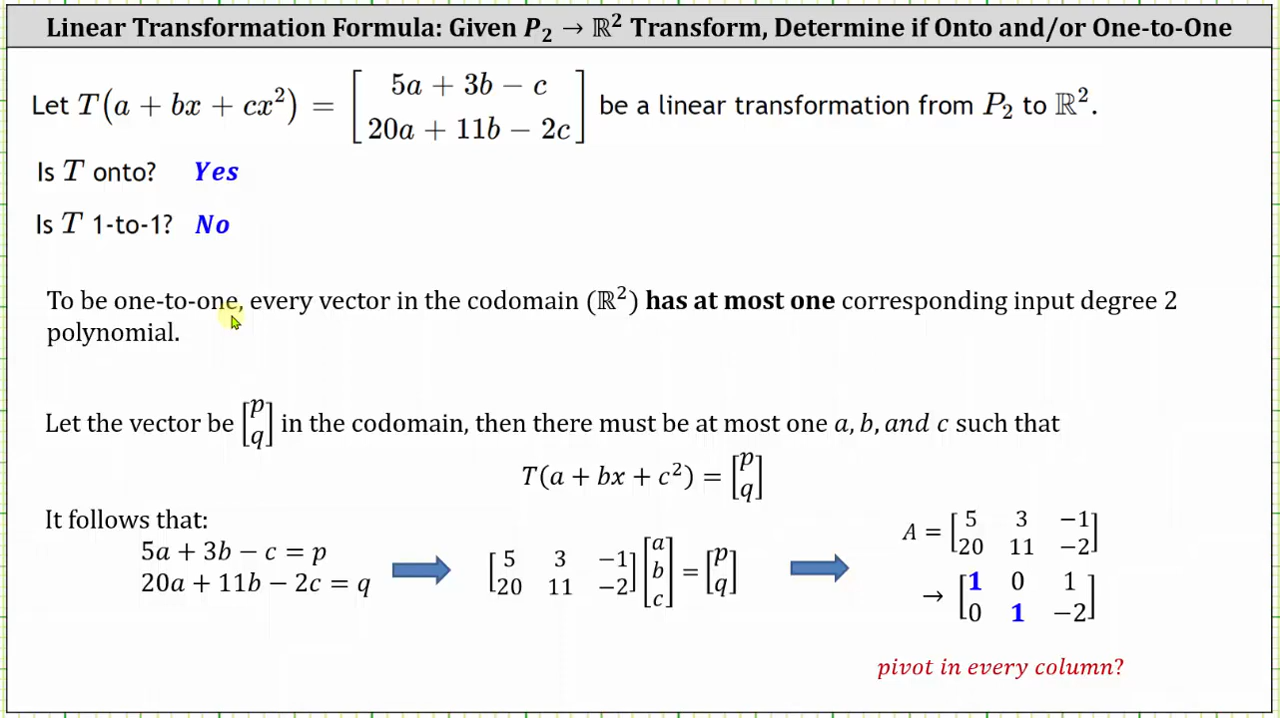 Linear Transformation Formula: Given P₂ → ℝ² Transform, Determine if Onto and/or One-to-One
Let T(a + bx + cx²) = [5a + 3b − c; 20a + 11b − 2c] be a linear transformation from P₂ to ℝ².
Is T onto? Yes
Is T 1-to-1? No
To be one-to-one, every vector in the codomain (ℝ²) has at most one corresponding input degree 2
polynomial.
Let the vector be [p; q] in the codomain, then there must be at most one a, b, and c such that
T(a + bx + c²) = [p; q]
It follows that:
5a + 3b − c = p
20a + 11b − 2c = q
[5 3 −1; 20 11 −2] [a; b; c] = [p; q]
A = [5 3 −1; 20 11 −2]
→ [1 0 1; 0 1 −2]
pivot in every column?